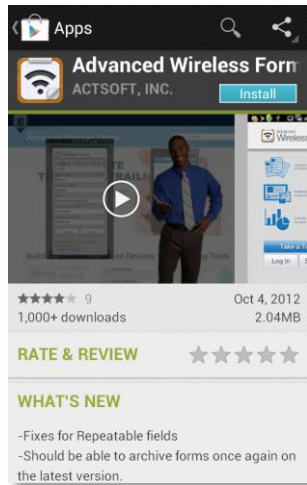 Apps
Advanced Wireless Form
ACTSOFT, INC.
Install
Wireless
Take a T
Log In
9
Oct 4, 2012
1,000+ downloads
2.04MB
RATE & REVIEW
WHAT'S NEW
-Fixes for Repeatable fields
-Should be able to archive forms once again on
the latest version.